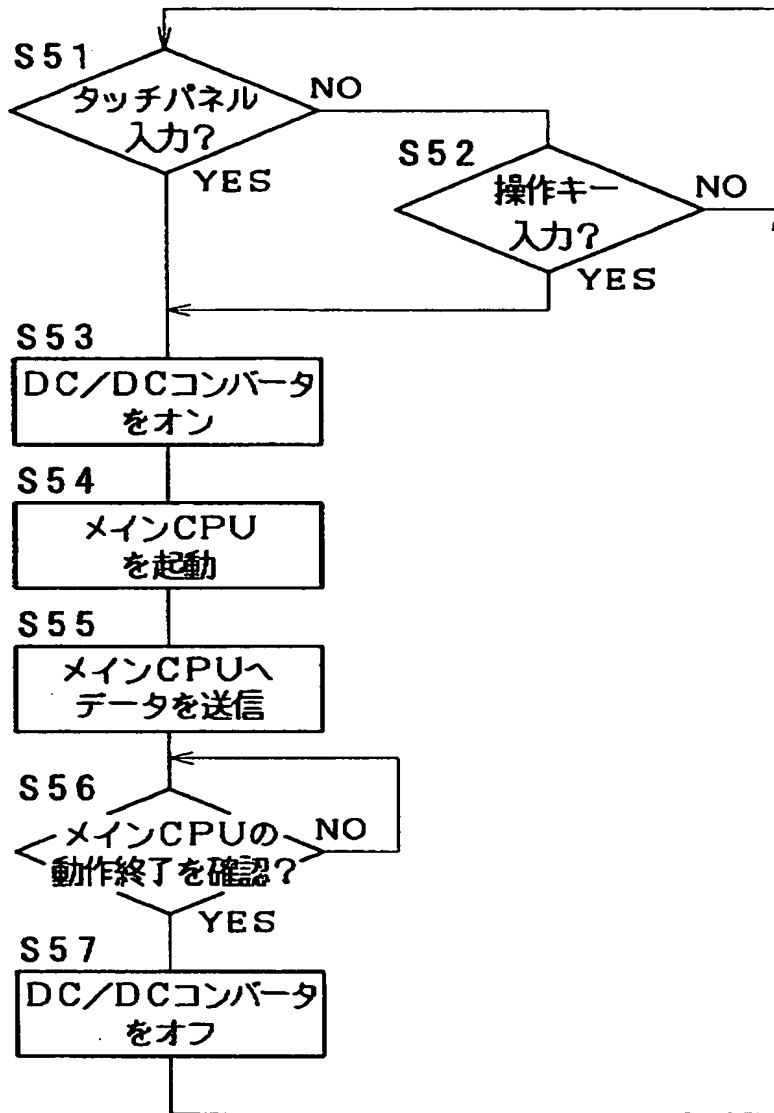 S51
タッチパネル
入力?
NO
YES
S52
操作キー
入力?
NO
YES
S53
DC/DCコンバータ
をオン
S54
メインCPU
を起動
S55
メインCPUへ
データを送信
S56
メインCPUの
動作終了を確認?
NO
YES
S57
DC/DCコンバータ
をオフ